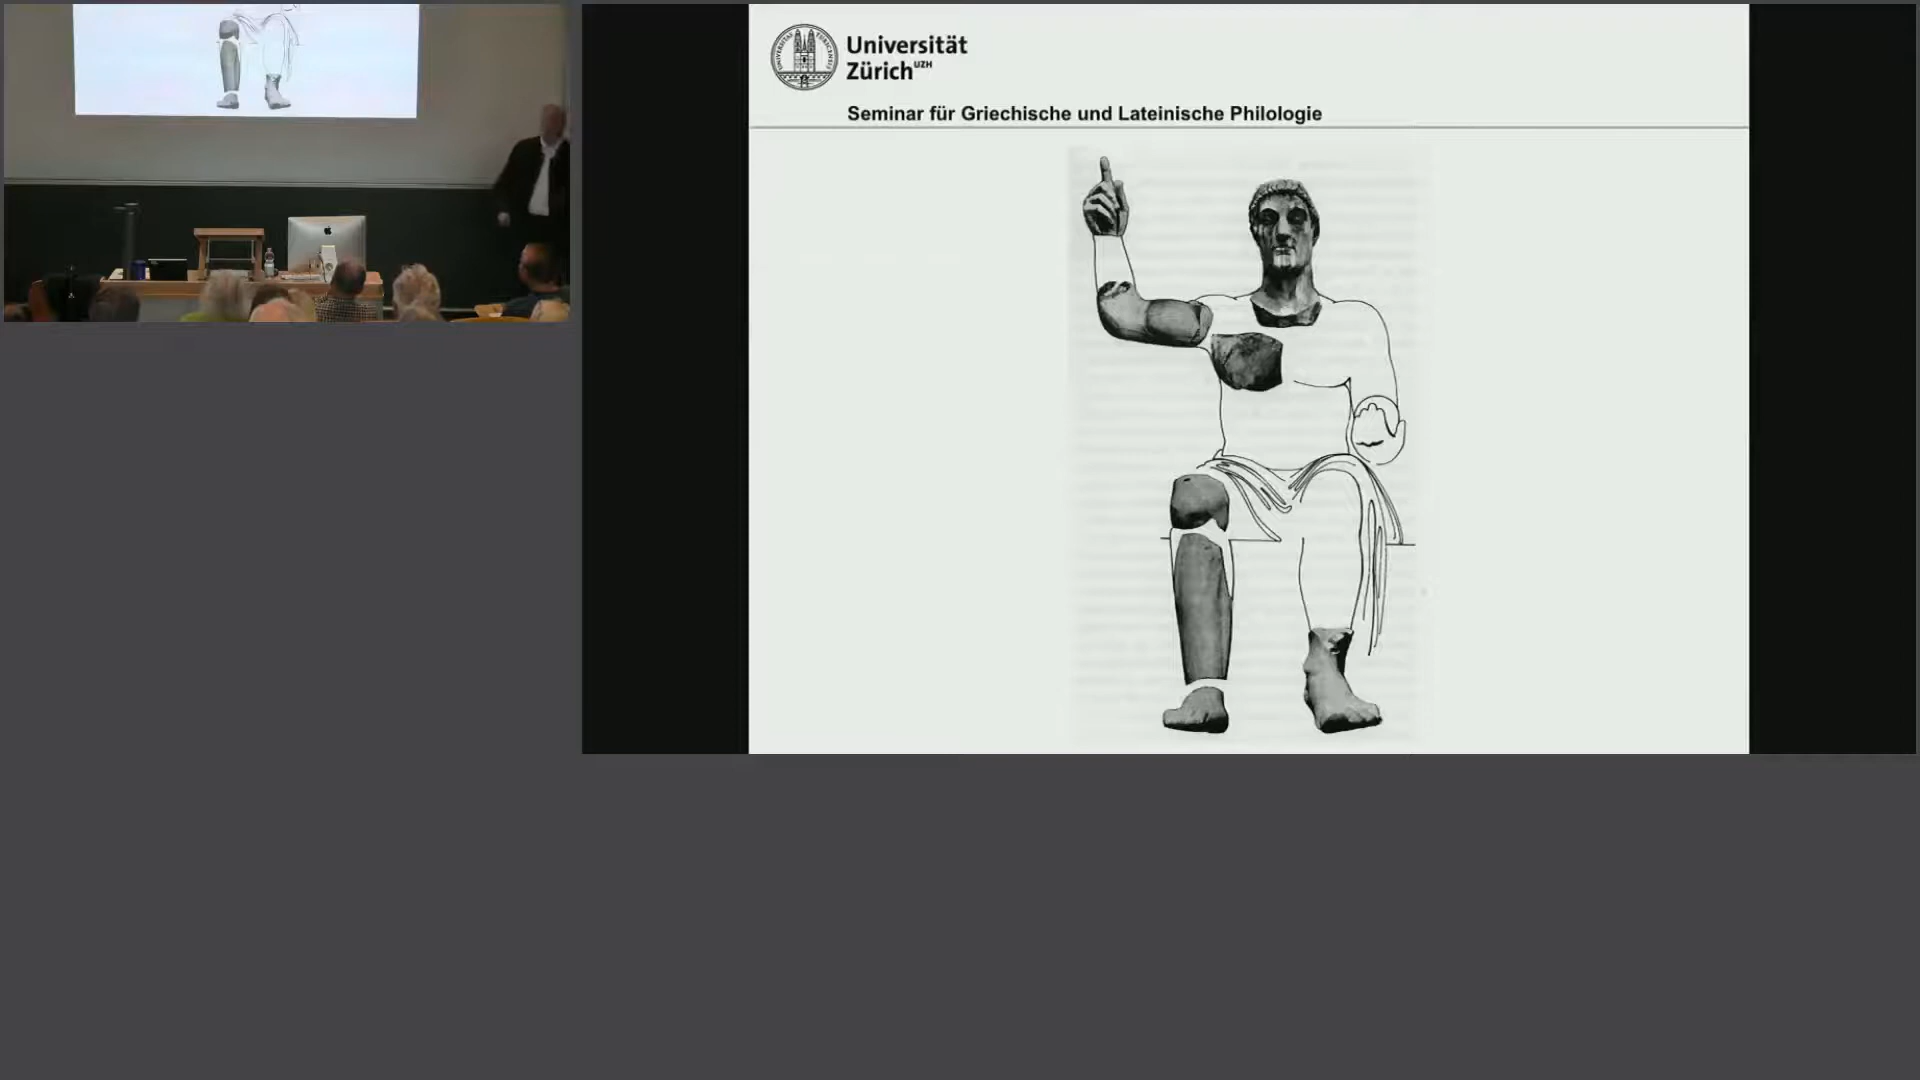 Universität
Zürich UZH
Seminar für Griechische und Lateinische Philologie